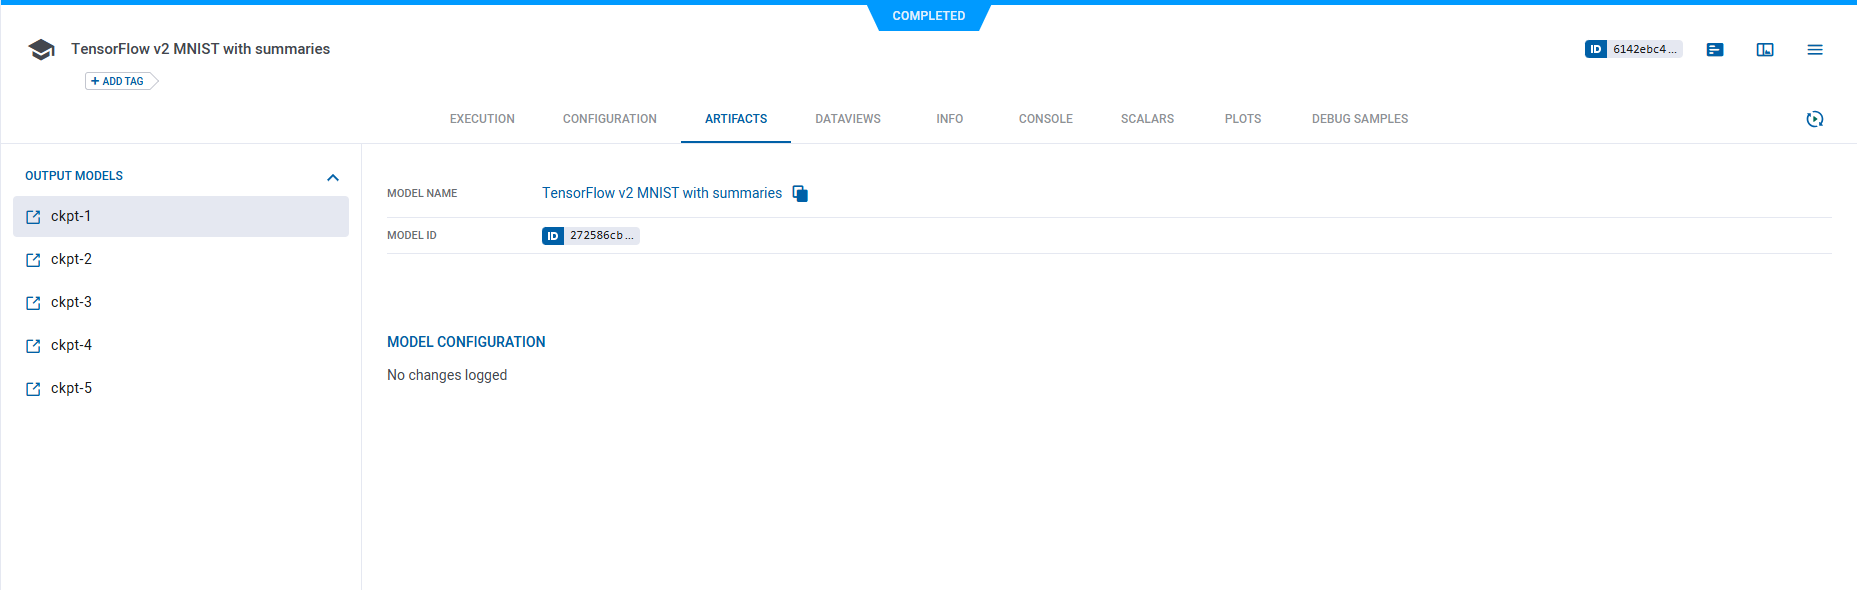 COMPLETED
TensorFlow v2 MNIST with summaries
ID 6142ebc4...
+ ADD TAG
EXECUTION CONFIGURATION ARTIFACTS DATAVIEWS INFO CONSOLE SCALARS PLOTS DEBUG SAMPLES
OUTPUT MODELS
ckpt-1
ckpt-2
ckpt-3
ckpt-4
ckpt-5
MODEL NAME TensorFlow v2 MNIST with summaries
MODEL ID ID 272586cb...
MODEL CONFIGURATION
No changes logged